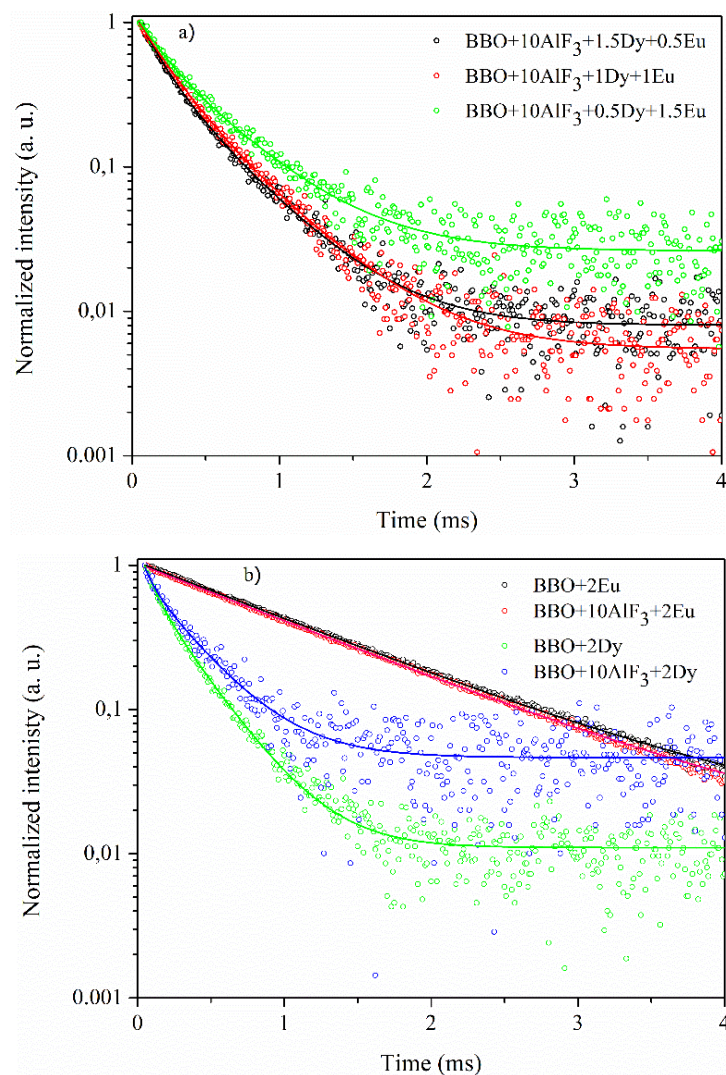 a)
BBO+10AlF3+1.5Dy+0.5Eu
BBO+10AlF3+1Dy+1Eu
BBO+10AlF3+0.5Dy+1.5Eu
Normalized intensity (a. u.)
1
0,1
0,01
0,001
0
1
2
3
4
Time (ms)
b)
BBO+2Eu
BBO+10AlF3+2Eu
BBO+2Dy
BBO+10AlF3+2Dy
Normalized intenisty (a. u.)
1
0,1
0,01
0,001
0
1
2
3
4
Time (ms)